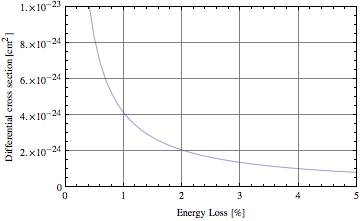 Differential cross section [cm²]
1.×10⁻²³
8.×10⁻²⁴
6.×10⁻²⁴
4.×10⁻²⁴
2.×10⁻²⁴
0
0 1 2 3 4 5
Energy Loss [%]